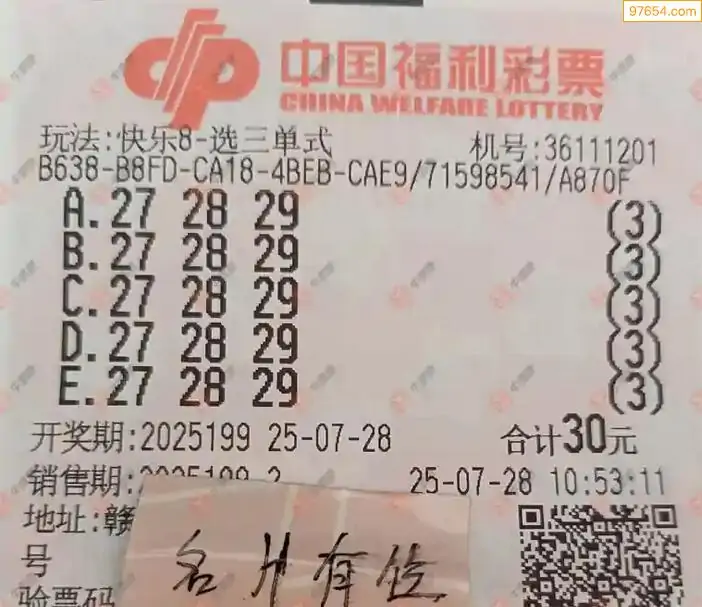 97654.com
中国福利彩票
CHINA WELFARE LOTTERY
玩法:快乐8-选三单式 机号:36111201
B638-B8FD-CA18-4BEB-CAE9/71598541/A870F
A.27 28 29 (3)
B.27 28 29 (3)
C.27 28 29 (3)
D.27 28 29 (3)
E.27 28 29 (3)
开奖期:2025199 25-07-28 合计30元
销售期:2025199-2 25-07-28 10:53:11
地址:赣
号
名片有位
验票码